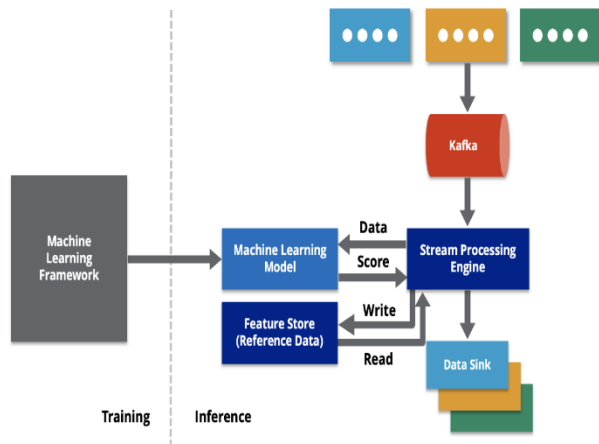 Kafka
Machine
Learning
Framework
Machine Learning
Model
Data
Score
Stream Processing
Engine
Feature Store
(Reference Data)
Write
Read
Data Sink
Training
Inference